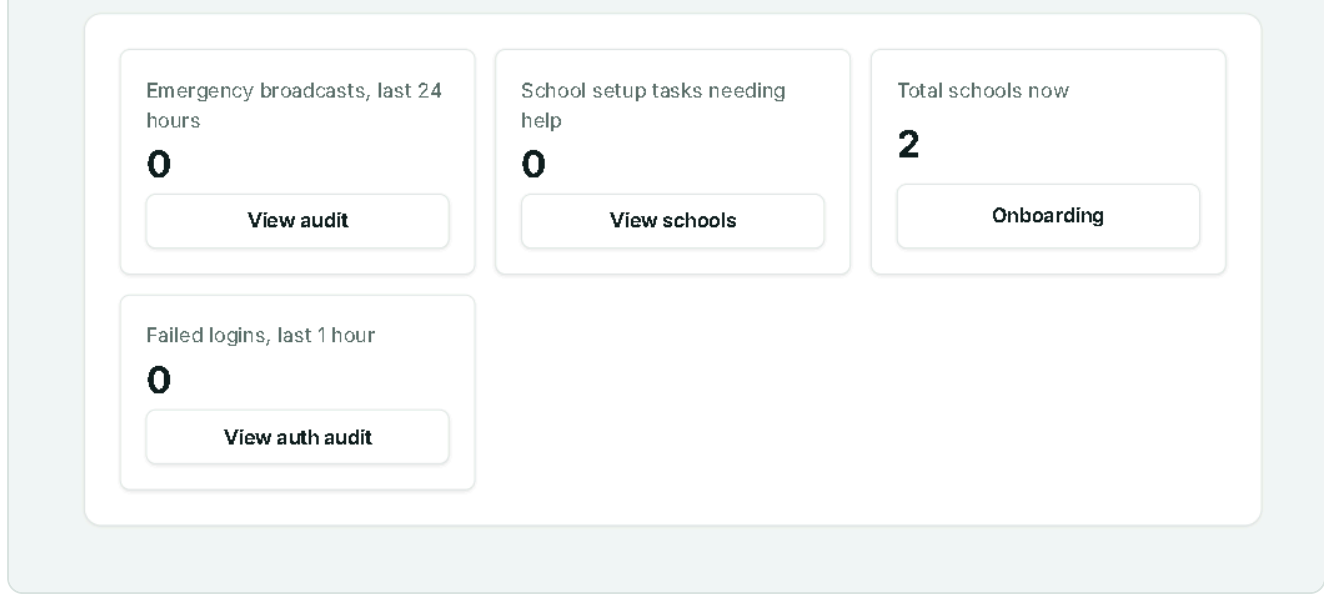 Emergency broadcasts, last 24
hours
0
View audit
School setup tasks needing
help
0
View schools
Total schools now
2
Onboarding
Failed logins, last 1 hour
0
View auth audit